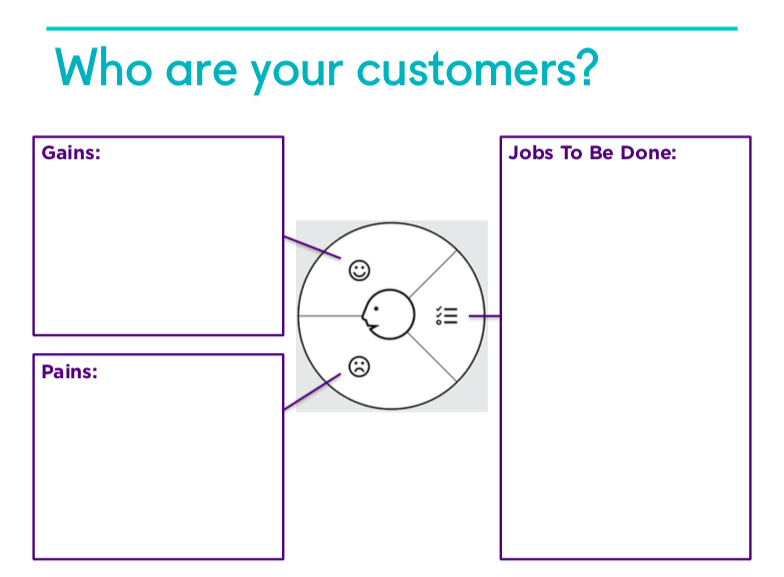 Who are your customers?
Gains:
Pains:
Jobs To Be Done: